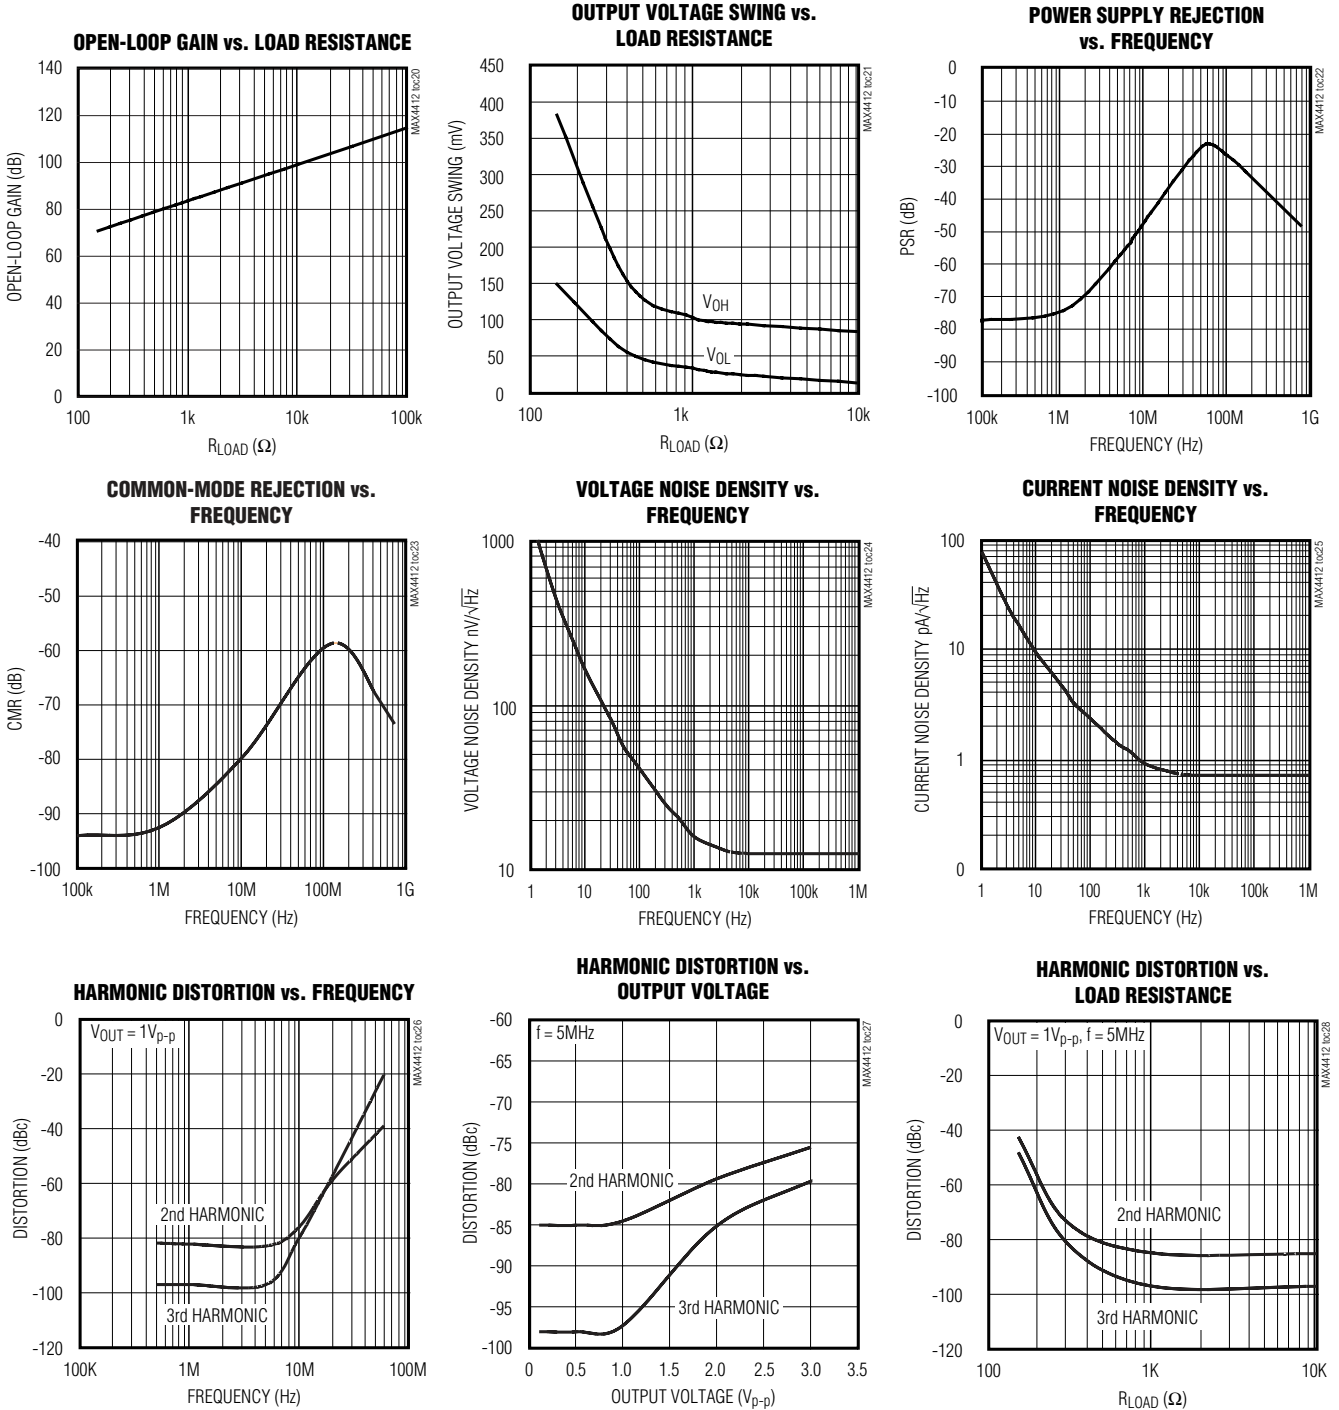 OPEN-LOOP GAIN vs. LOAD RESISTANCE
140
120
100
80
60
40
20
0
OPEN-LOOP GAIN (dB)
100
1k
10k
100k
RLOAD (Ω)
MAX4412 toc20
OUTPUT VOLTAGE SWING vs.
LOAD RESISTANCE
450
400
350
300
250
200
150
100
50
0
OUTPUT VOLTAGE SWING (mV)
VOH
VOL
100
1k
10k
RLOAD (Ω)
MAX4412 toc21
POWER SUPPLY REJECTION
vs. FREQUENCY
0
-10
-20
-30
-40
-50
-60
-70
-80
-90
-100
PSR (dB)
100k
1M
10M
100M
1G
FREQUENCY (Hz)
MAX4412 toc22
COMMON-MODE REJECTION vs.
FREQUENCY
-40
-50
-60
-70
-80
-90
-100
CMR (dB)
100k
1M
10M
100M
1G
FREQUENCY (Hz)
MAX4412 toc23
VOLTAGE NOISE DENSITY vs.
FREQUENCY
1000
100
10
VOLTAGE NOISE DENSITY nV/√Hz
1
10
100
1k
10k
100k
1M
FREQUENCY (Hz)
MAX4412 toc24
CURRENT NOISE DENSITY vs.
FREQUENCY
100
10
1
0
CURRENT NOISE DENSITY pA/√Hz
1
10
100
1k
10k
100k
1M
FREQUENCY (Hz)
MAX4412 toc25
HARMONIC DISTORTION vs. FREQUENCY
0
-20
-40
-60
-80
-100
-120
DISTORTION (dBc)
VOUT = 1Vp-p
2nd HARMONIC
3rd HARMONIC
100K
1M
10M
100M
FREQUENCY (Hz)
MAX4412 toc26
HARMONIC DISTORTION vs.
OUTPUT VOLTAGE
-60
-65
-70
-75
-80
-85
-90
-95
-100
DISTORTION (dBc)
f = 5MHz
2nd HARMONIC
3rd HARMONIC
0
0.5
1.0
1.5
2.0
2.5
3.0
3.5
OUTPUT VOLTAGE (Vp-p)
MAX4412 toc27
HARMONIC DISTORTION vs.
LOAD RESISTANCE
0
-20
-40
-60
-80
-100
-120
DISTORTION (dBc)
VOUT = 1Vp-p, f = 5MHz
2nd HARMONIC
3rd HARMONIC
100
1K
10K
RLOAD (Ω)
MAX4412 toc28